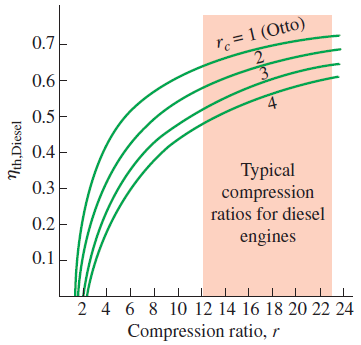 0.7
0.6
0.5
0.4
0.3
0.2
0.1
ηth,Diesel
rc = 1 (Otto)
2
3
4
Typical
compression
ratios for diesel
engines
2 4 6 8 10 12 14 16 18 20 22 24
Compression ratio, r